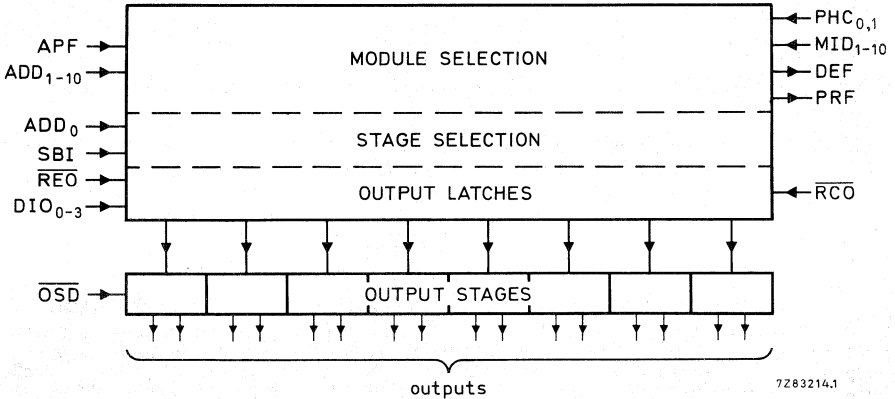 PHC0,1
APF
MID1-10
MODULE SELECTION
ADD1-10
DEF
PRF
ADD0
STAGE SELECTION
SBI
REO
OUTPUT LATCHES
RCO
DIO0-3
OSD
OUTPUT STAGES
outputs
7Z83214.1